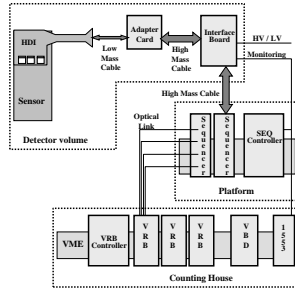 HDI
Sensor
Adapter
Card
Interface
Board
HV / LV
Monitoring
Low
Mass
Cable
High
Mass
Cable
Detector volume
High Mass Cable
Optical
Link
Sequencer
Sequencer
SEQ
Controller
Platform
VME
VRB
Controller
VRB
VRB
VRB
VBD
1553
Counting House